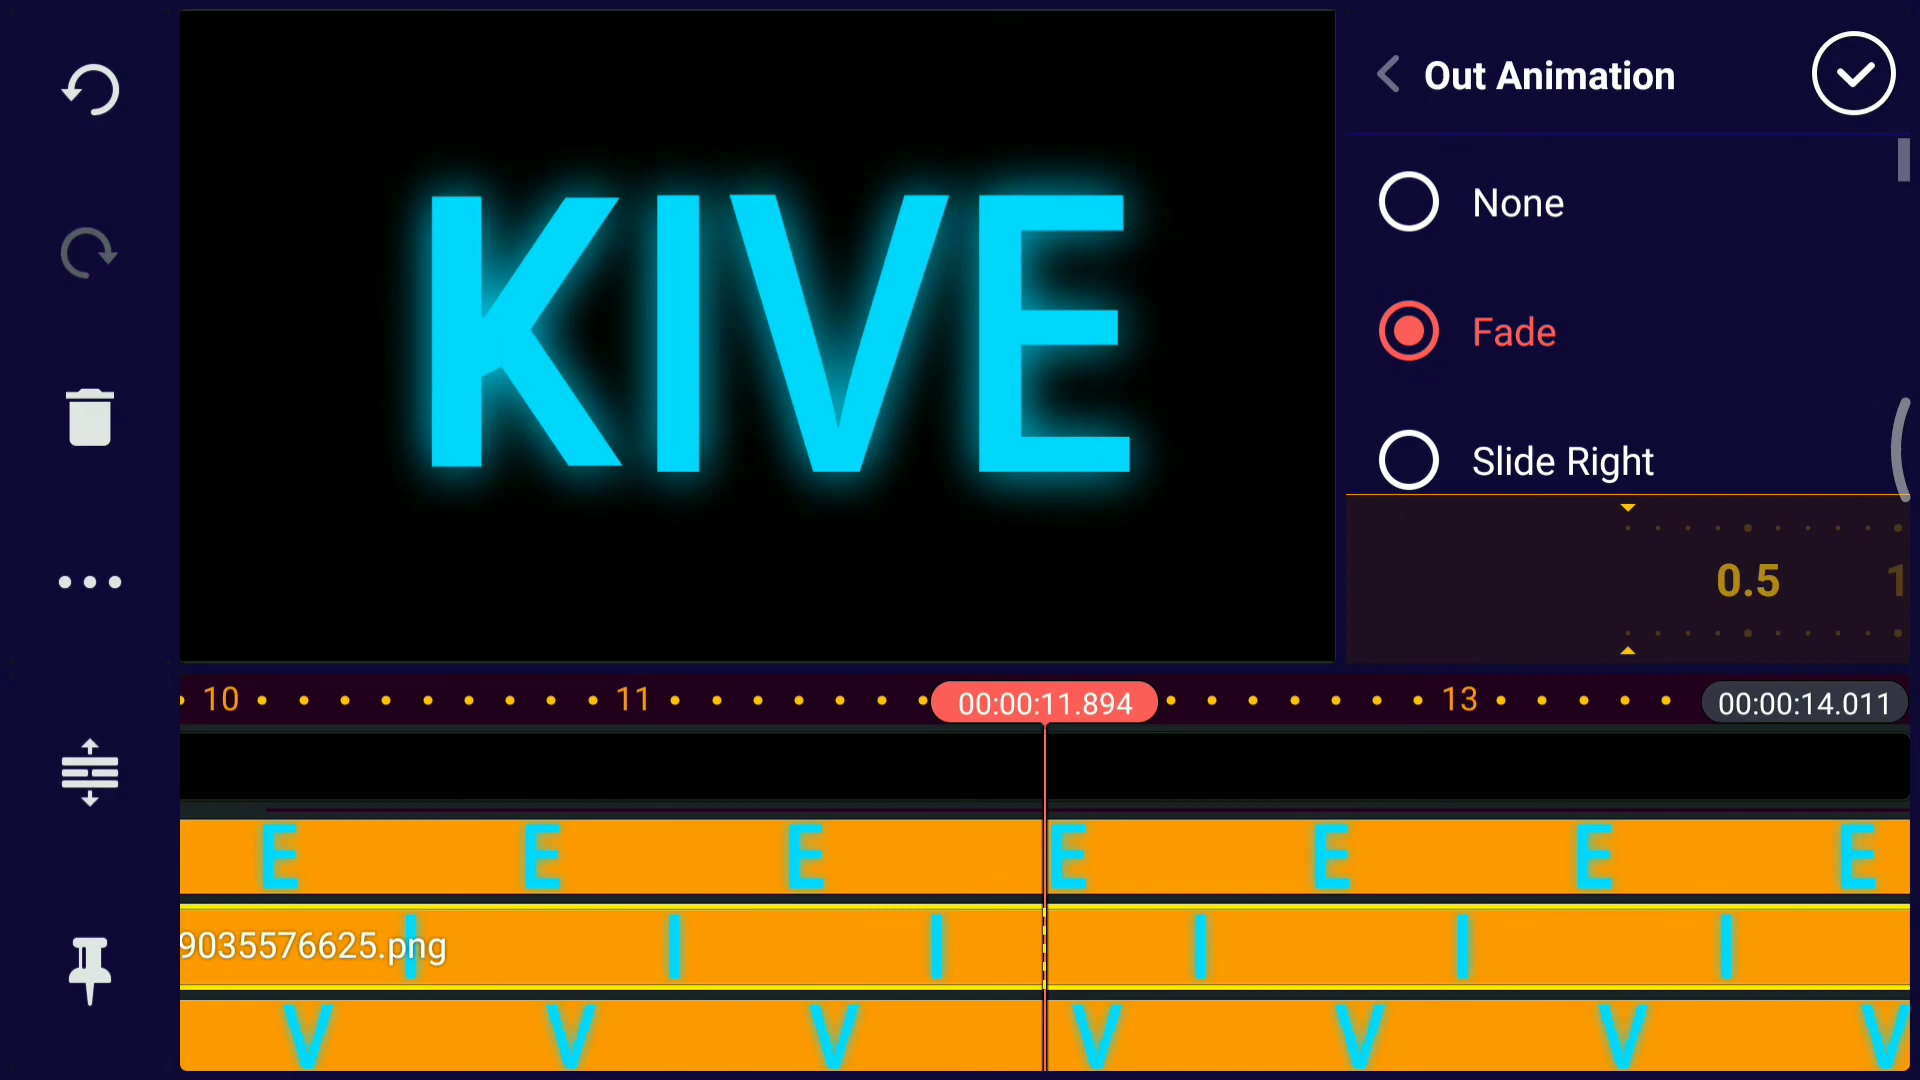 KIVE
Out Animation
None
Fade
Slide Right
0.5
1
10
11
00:00:11.894
13
00:00:14.011
E E E E E E E
9035576625.png
I I I I I I
V V V V V V V